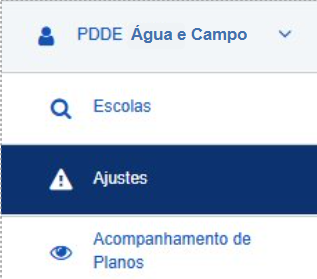 PDDE Água e Campo
Escolas
Ajustes
Acompanhamento de
Planos